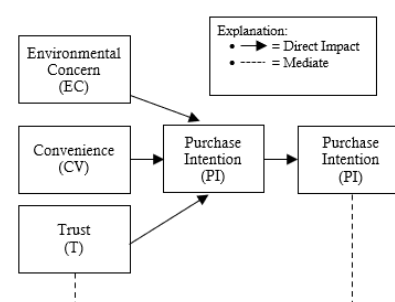 Explanation:
• = Direct Impact
• = Mediate
Environmental
Concern
(EC)
Convenience
(CV)
Trust
(T)
Purchase
Intention
(PI)
Purchase
Intention
(PI)